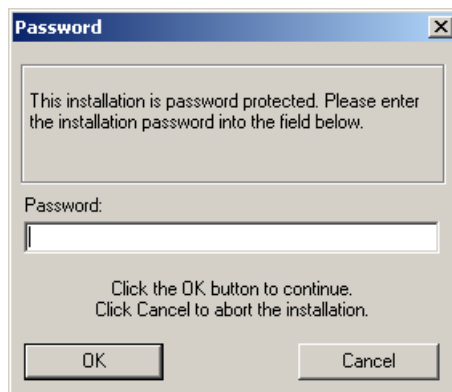 Password
This installation is password protected. Please enter
the installation password into the field below.
Password:
Click the OK button to continue.
Click Cancel to abort the installation.
OK
Cancel